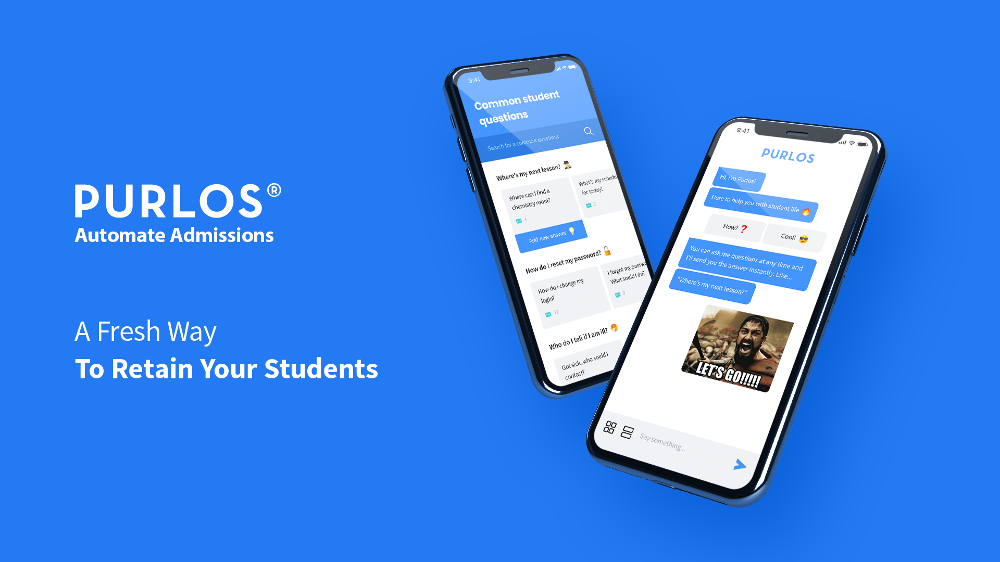 PURLOS®
Automate Admissions
A Fresh Way
To Retain Your Students
9:41
Common student
questions
Search for a common questions
Where's my next lesson? 🕵️
Where can I find a
chemistry room?
4
What's my schedu
for today?
2
Add new answer 💡
How do I reset my password? 🔓
How do I change my
login?
12
I forgot my passwo
What sould I do?
0
Who do I tell if I am ill? 🤧
Got sick, who sould I
contact?
9:41
PURLOS
Hi, I'm Purlos!
Here to help you with student life 🔥
How? ❓
Cool! 😎
You can ask me questions at any time and
I'll send you the answer instantly. Like...
“Where's my next lesson?”
LET'S GO!!!!!
Say something...